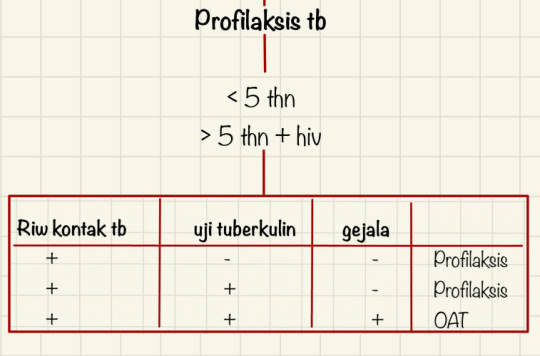 Profilaksis tb
< 5 thn
> 5 thn + hiv
Riw kontak tb uji tuberkulin gejala
+ - - Profilaksis
+ + - Profilaksis
+ + + OAT